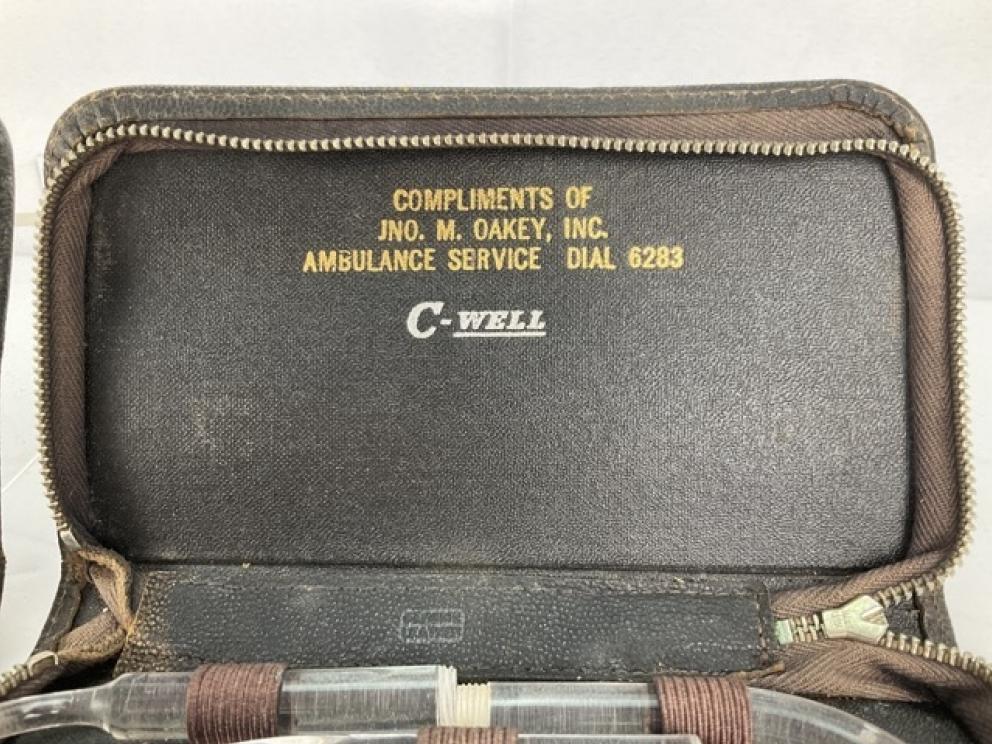 COMPLIMENTS OF
JNO. M. OAKEY, INC.
AMBULANCE SERVICE DIAL 6283
C-WELL